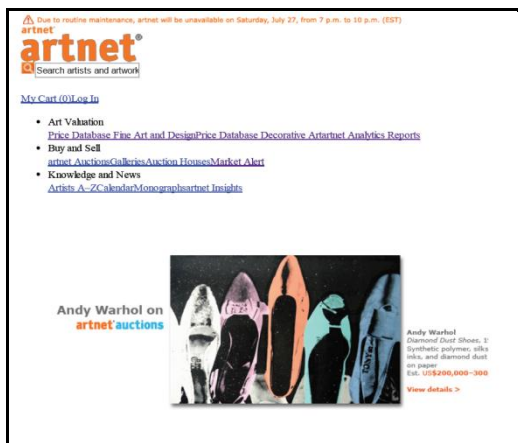 Due to routine maintenance, artnet will be unavailable on Saturday, July 27, from 7 p.m. to 10 p.m. (EST)
artnet
artnet®
Search artists and artwork
My Cart (0)Log In
Art Valuation
Price Database Fine Art and DesignPrice Database Decorative Artartnet Analytics Reports
Buy and Sell
artnet AuctionsGalleriesAuction HousesMarket Alert
Knowledge and News
Artists A–ZCalendarMonographsartnet Insights
Andy Warhol on
artnet auctions
Andy Warhol
Diamond Dust Shoes,
Synthetic polymer, silks
inks, and diamond dust
on paper
Est. US$200,000–300
View details >